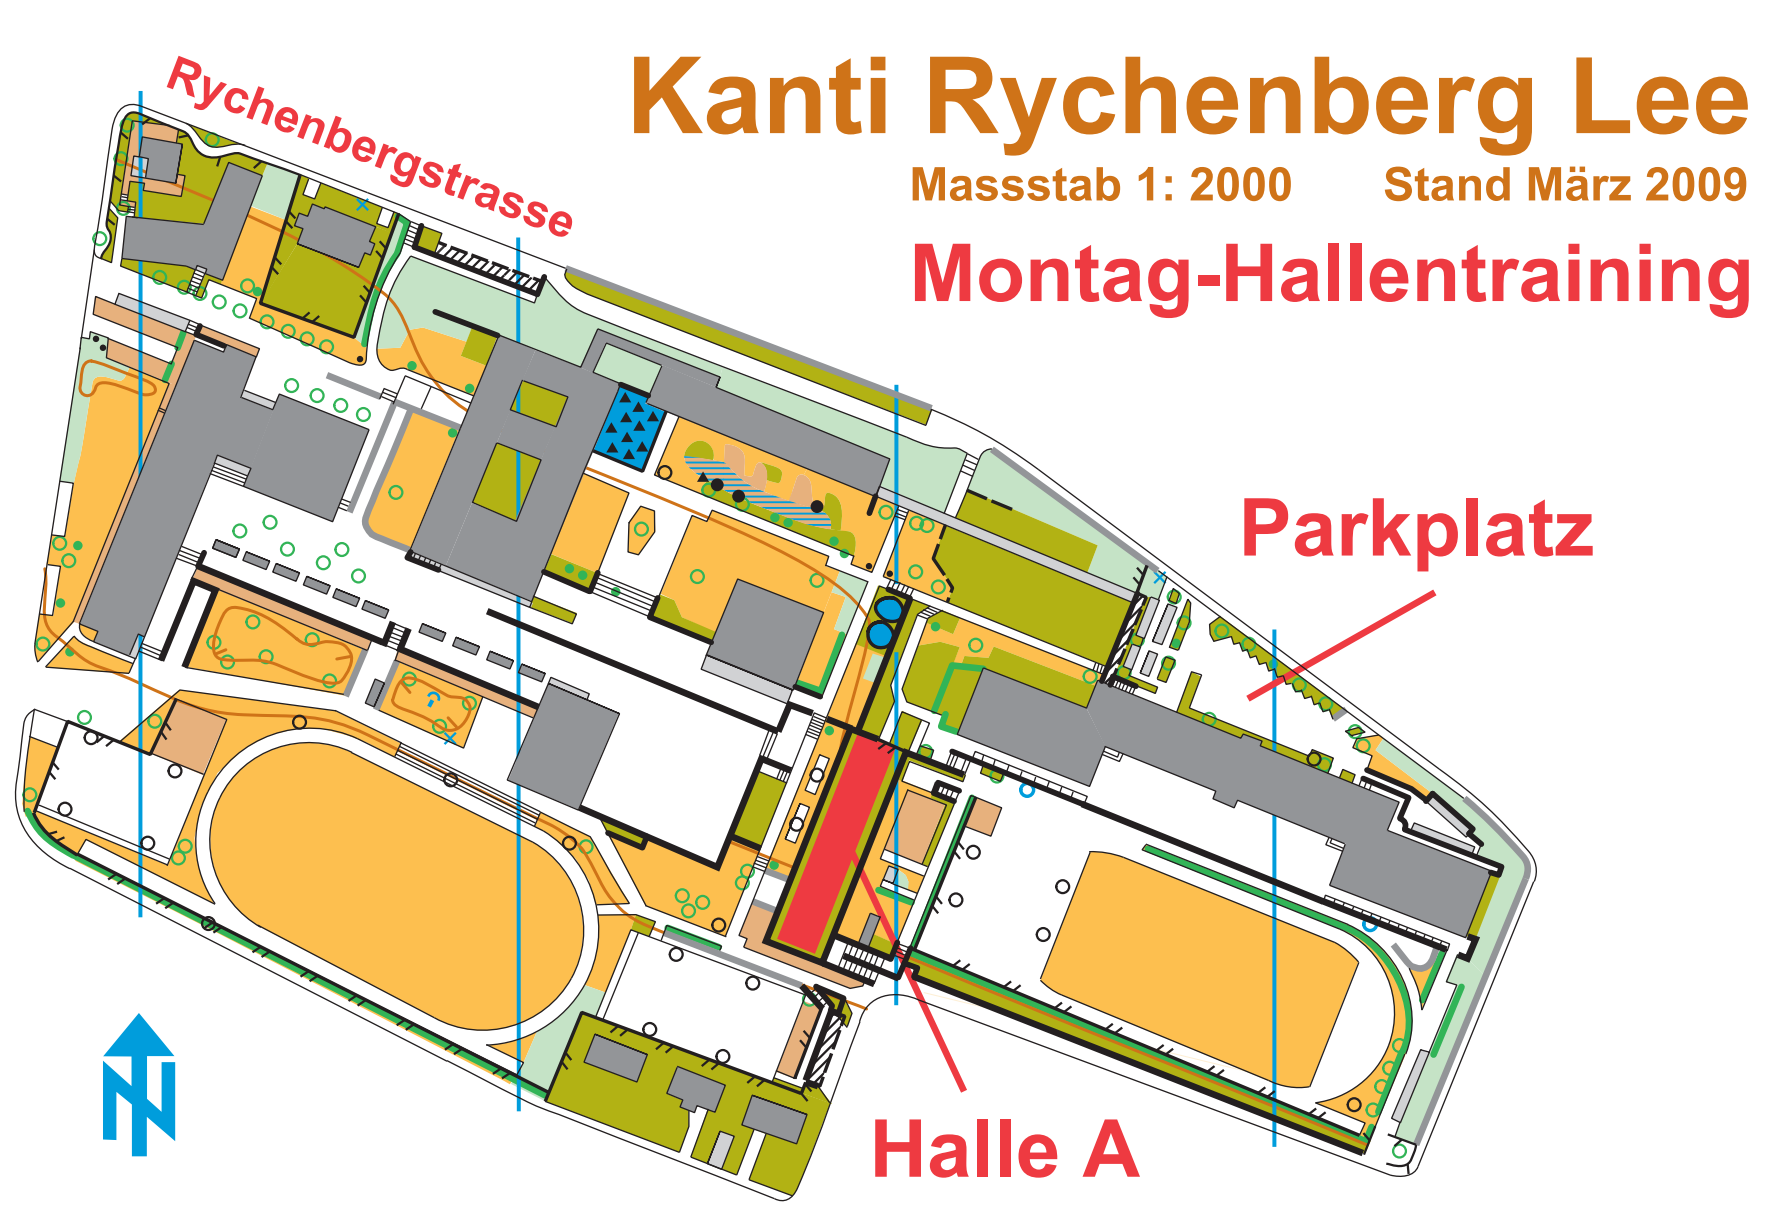 Kanti Rychenberg Lee
Massstab 1: 2000 Stand März 2009
Montag-Hallentraining
Rychenbergstrasse
Parkplatz
Halle A
N